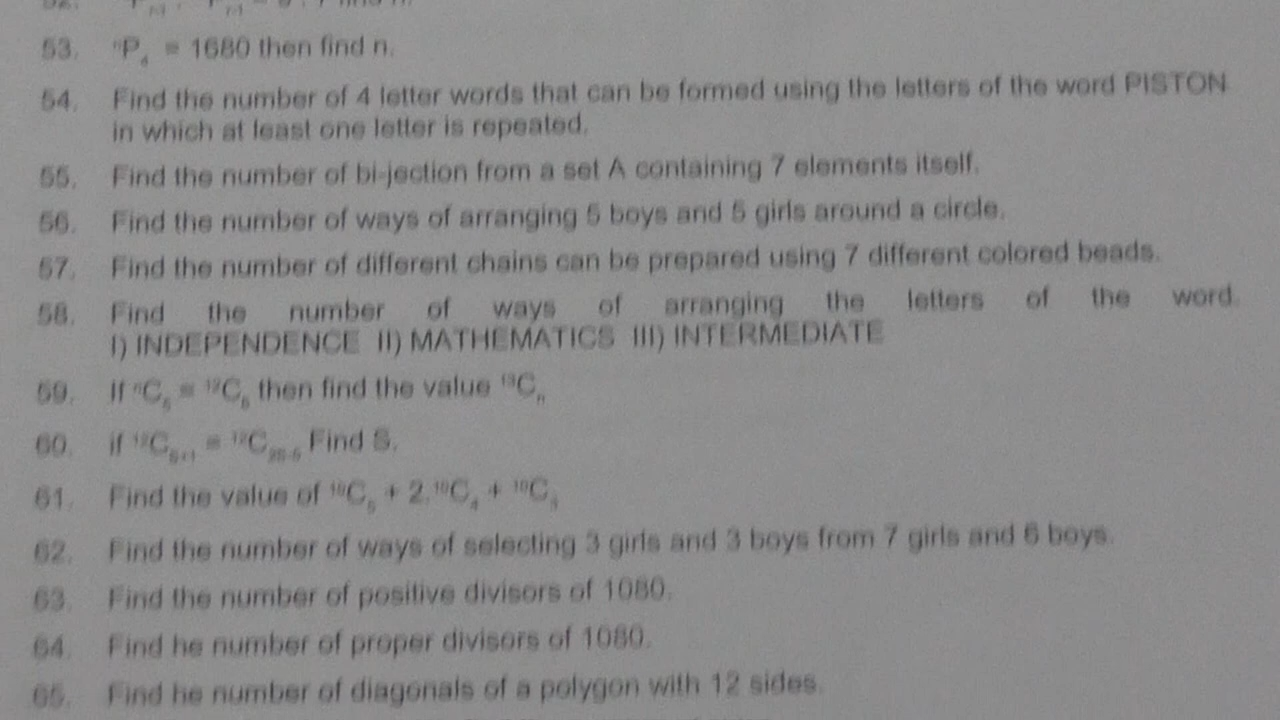 53. ⁿP₄ = 1680 then find n.
54. Find the number of 4 letter words that can be formed using the letters of the word PISTON
in which at least one letter is repeated.
55. Find the number of bi-jection from a set A containing 7 elements itself.
56. Find the number of ways of arranging 5 boys and 5 girls around a circle.
57. Find the number of different chains can be prepared using 7 different colored beads.
58. Find the number of ways of arranging the letters of the word.
I) INDEPENDENCE II) MATHEMATICS III) INTERMEDIATE
59. If ⁿC₅ = ¹²C then find the value C
60. if ¹²C = ¹²C Find S.
61. Find the value of ¹⁰C₅ + 2.¹⁰C₄ + ¹⁰C₃
62. Find the number of ways of selecting 3 girls and 3 boys from 7 girls and 6 boys.
63. Find the number of positive divisors of 1080.
64. Find he number of proper divisors of 1080.
65. Find he number of diagonals of a polygon with 12 sides.